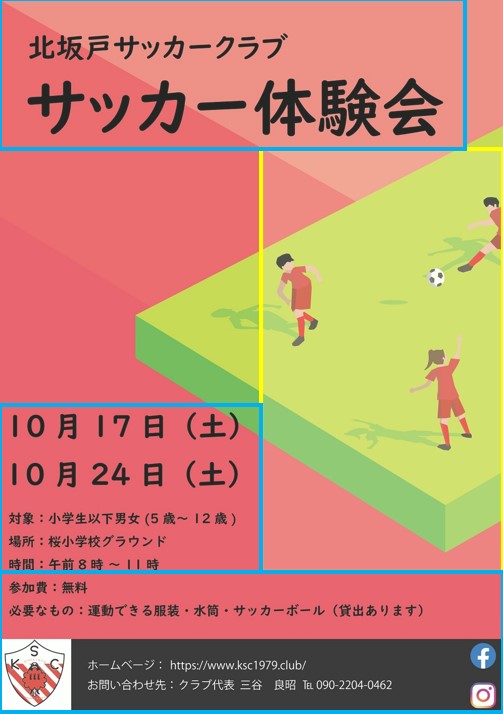 北坂戸サッカークラブ
サッカー体験会
10月17日（土）
10月24日（土）
対象：小学生以下男女 (5歳～12歳)
場所：桜小学校グラウンド
時間：午前8時～11時
参加費：無料
必要なもの：運動できる服装・水筒・サッカーボール（貸出あります）
S
K C
ホームページ： https://www.ksc1979.club/
お問い合わせ先：クラブ代表 三谷 良昭 ℡ 090-2204-0462